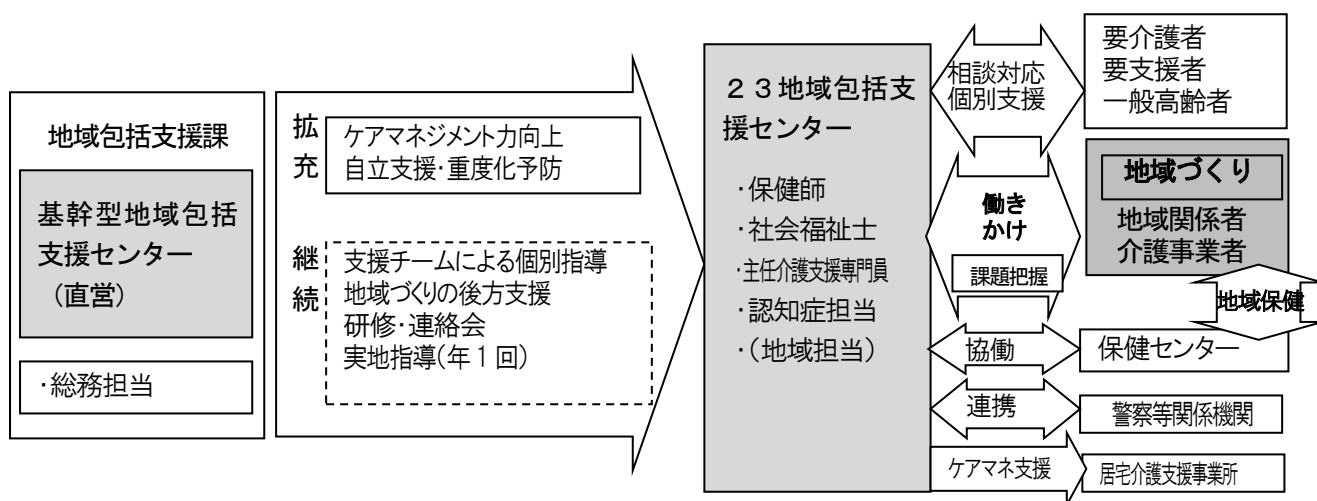 地域包括支援課
基幹型地域包括
支援センター
（直営）
・総務担当
拡
充
ケアマネジメント力向上
自立支援・重度化予防
継
続
支援チームによる個別指導
地域づくりの後方支援
研修・連絡会
実地指導（年１回）
２３地域包括支
援センター
・保健師
・社会福祉士
・主任介護支援専門員
・認知症担当
・（地域担当）
相談対応
個別支援
働き
かけ
課題把握
協働
連携
ケアマネ支援
要介護者
要支援者
一般高齢者
地域づくり
地域関係者
介護事業者
地域保健
保健センター
警察等関係機関
居宅介護支援事業所